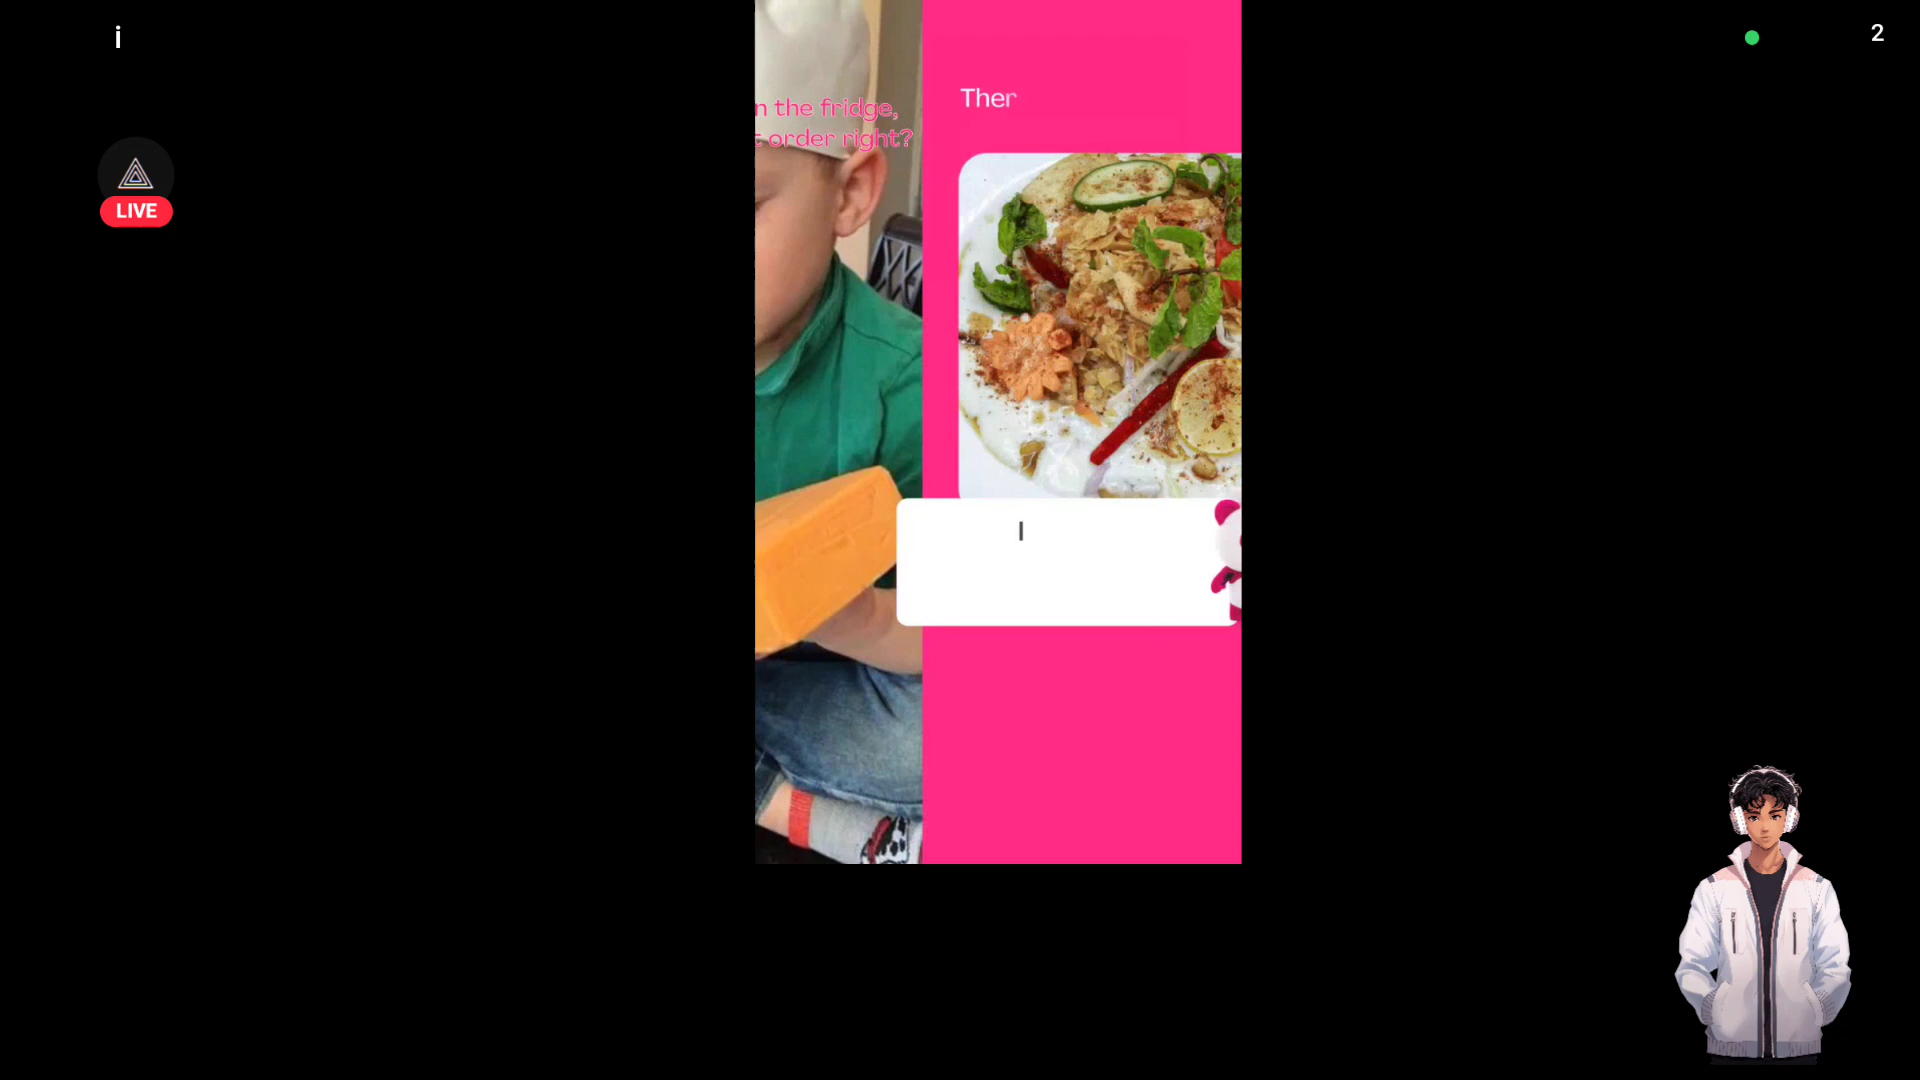 i
2
LIVE
n the fridge,
order right?
Ther